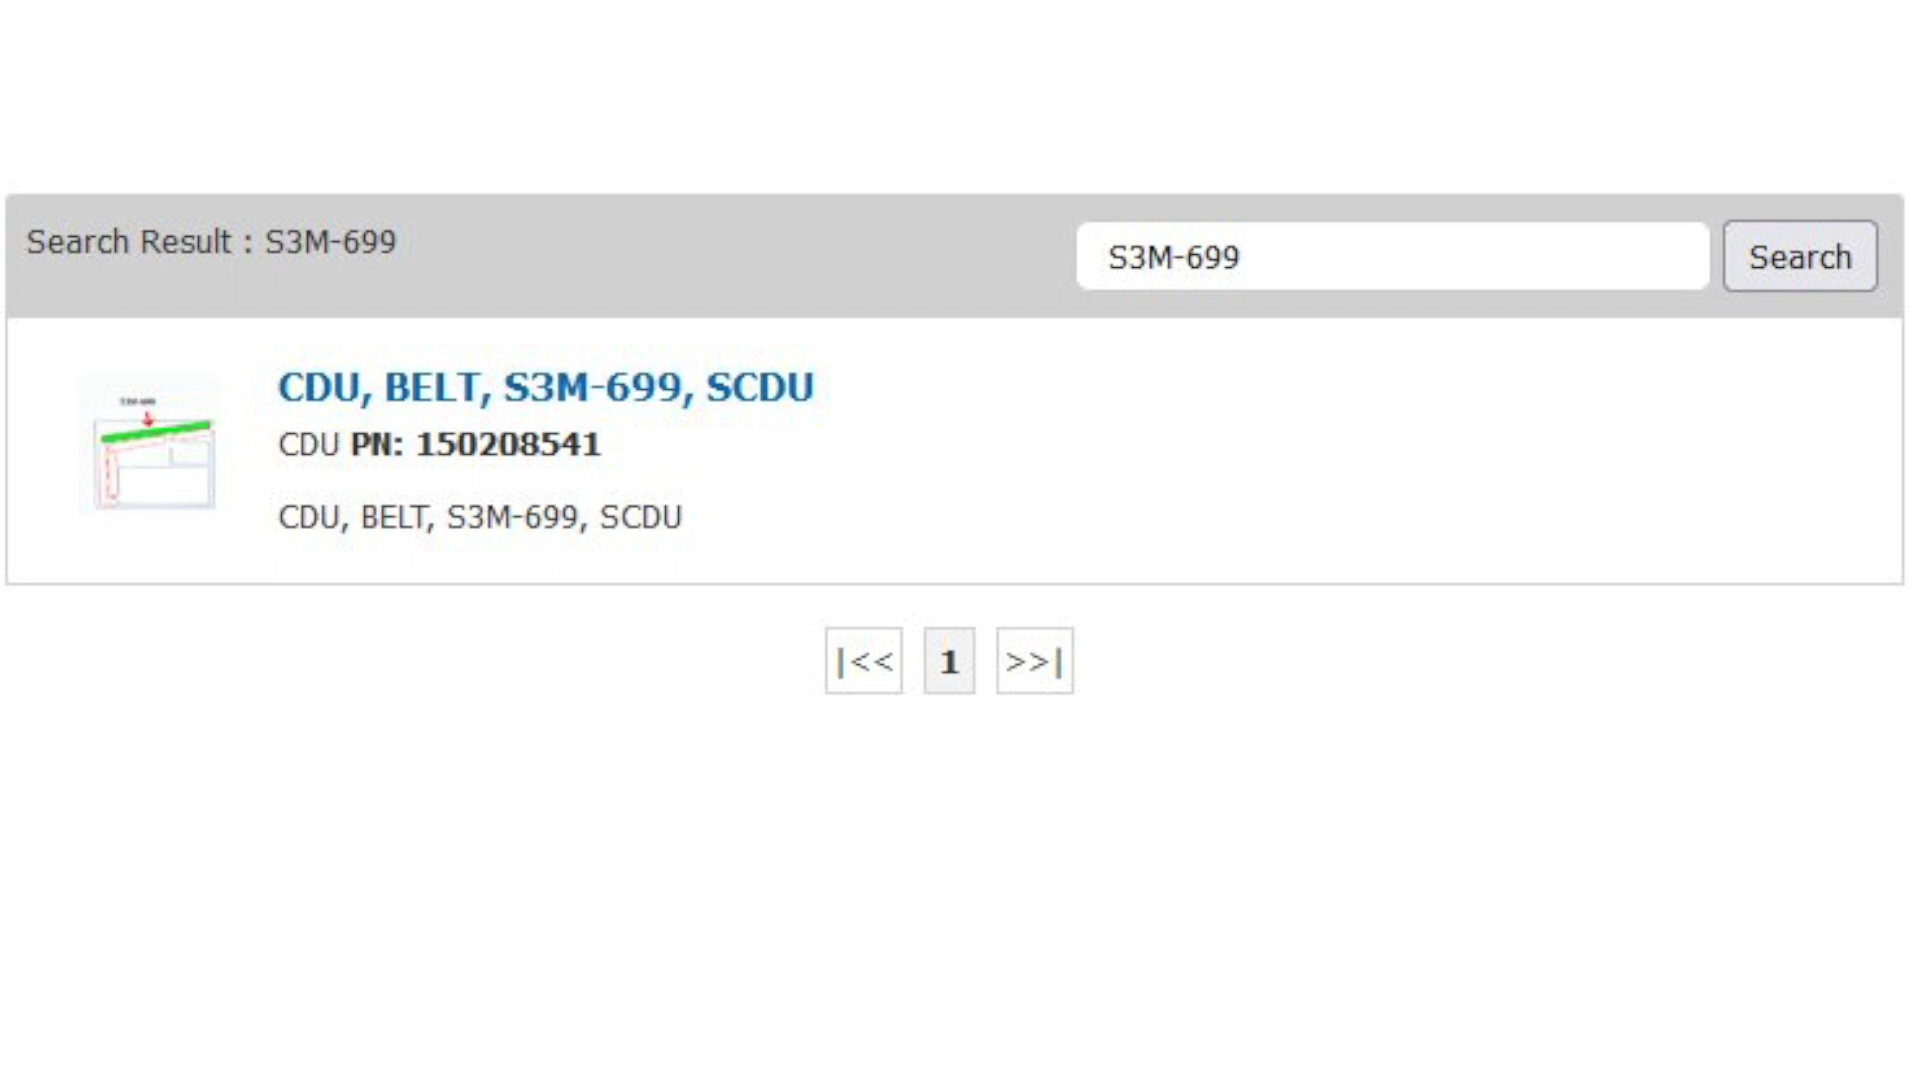 Search Result : S3M-699
S3M-699
Search
CDU, BELT, S3M-699, SCDU
CDU PN: 150208541
CDU, BELT, S3M-699, SCDU
|<<
1
>>|